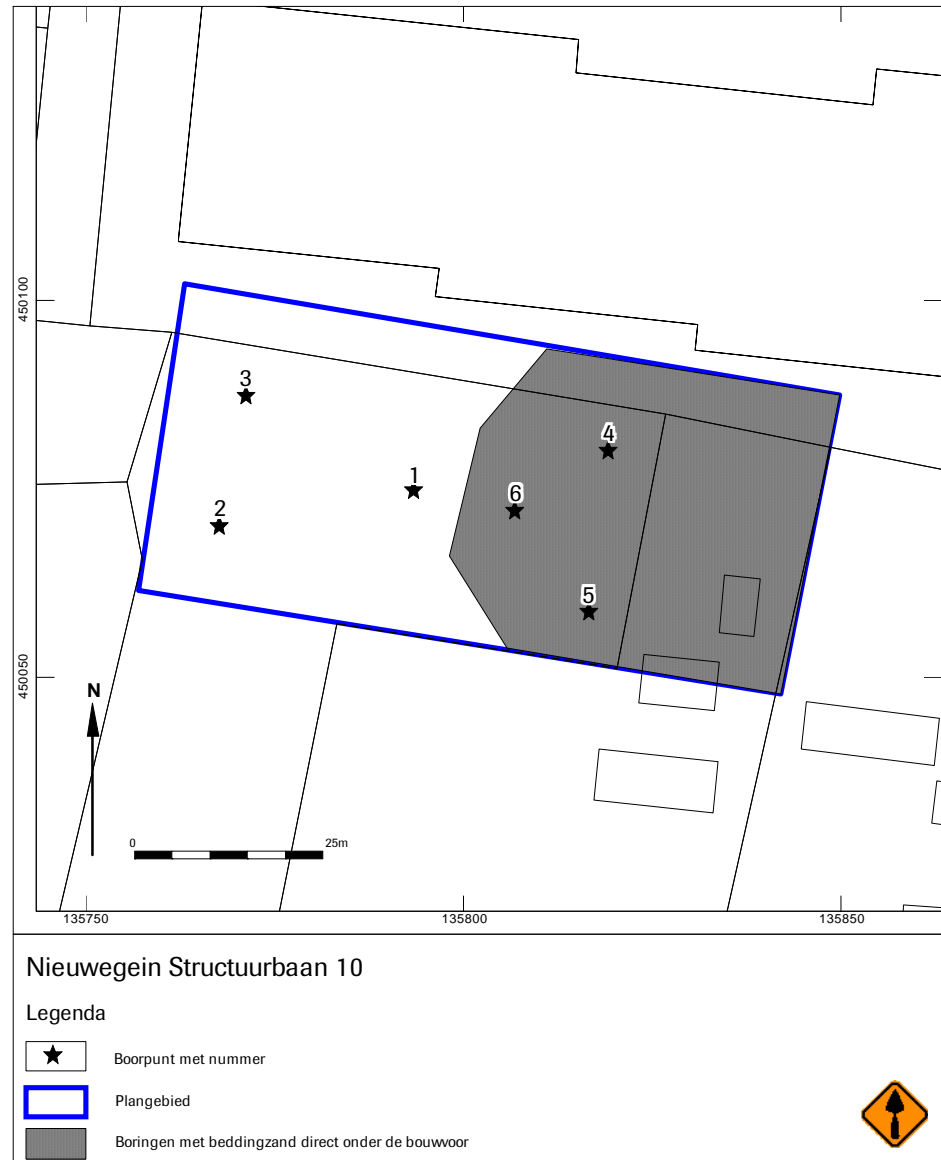 450100
3
4
1
6
2
5
450050
N
0 25m
135750 135800 135850
Nieuwegein Structuurbaan 10
Legenda
Boorpunt met nummer
Plangebied
Boringen met beddingzand direct onder de bouwvoor